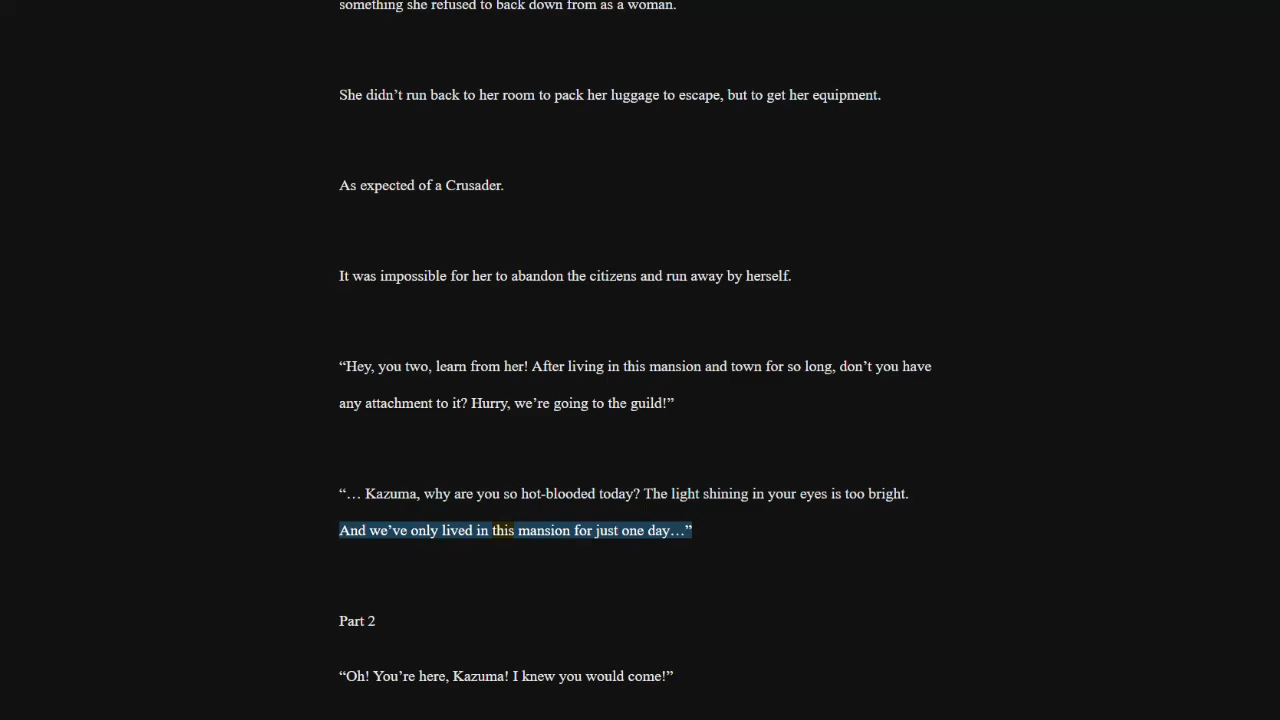 something she refused to back down from as a woman.
She didn’t run back to her room to pack her luggage to escape, but to get her equipment.
As expected of a Crusader.
It was impossible for her to abandon the citizens and run away by herself.
“Hey, you two, learn from her! After living in this mansion and town for so long, don’t you have
any attachment to it? Hurry, we’re going to the guild!”
“… Kazuma, why are you so hot-blooded today? The light shining in your eyes is too bright.
And we’ve only lived in this mansion for just one day…”
Part 2
“Oh! You’re here, Kazuma! I knew you would come!”